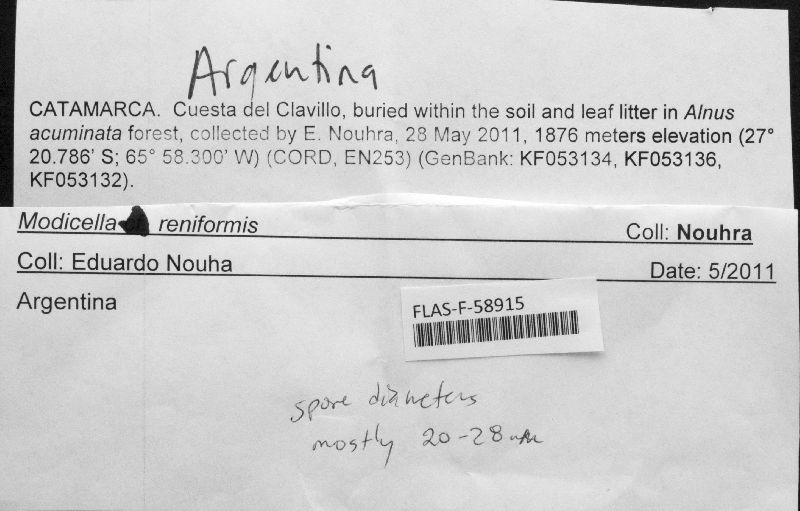 Argentina
CATAMARCA. Cuesta del Clavillo, buried within the soil and leaf litter in Alnus
acuminata forest, collected by E. Nouhra, 28 May 2011, 1876 meters elevation (27°
20.786' S; 65° 58.300' W) (CORD, EN253) (GenBank: KF053134, KF053136,
KF053132).
Modicella reniformis Coll: Nouhra
Coll: Eduardo Nouha Date: 5/2011
Argentina
FLAS-F-58915
spore diameters
mostly 20-28 um